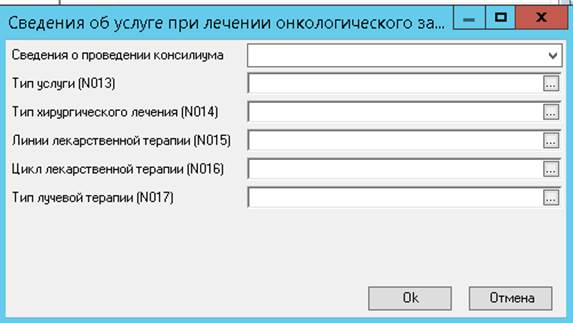 Сведения об услуге при лечении онкологического за...
Сведения о проведении консилиума
Тип услуги (N013)
Тип хирургического лечения (N014)
Линии лекарственной терапии (N015)
Цикл лекарственной терапии (N016)
Тип лучевой терапии (N017)
Ok Отмена